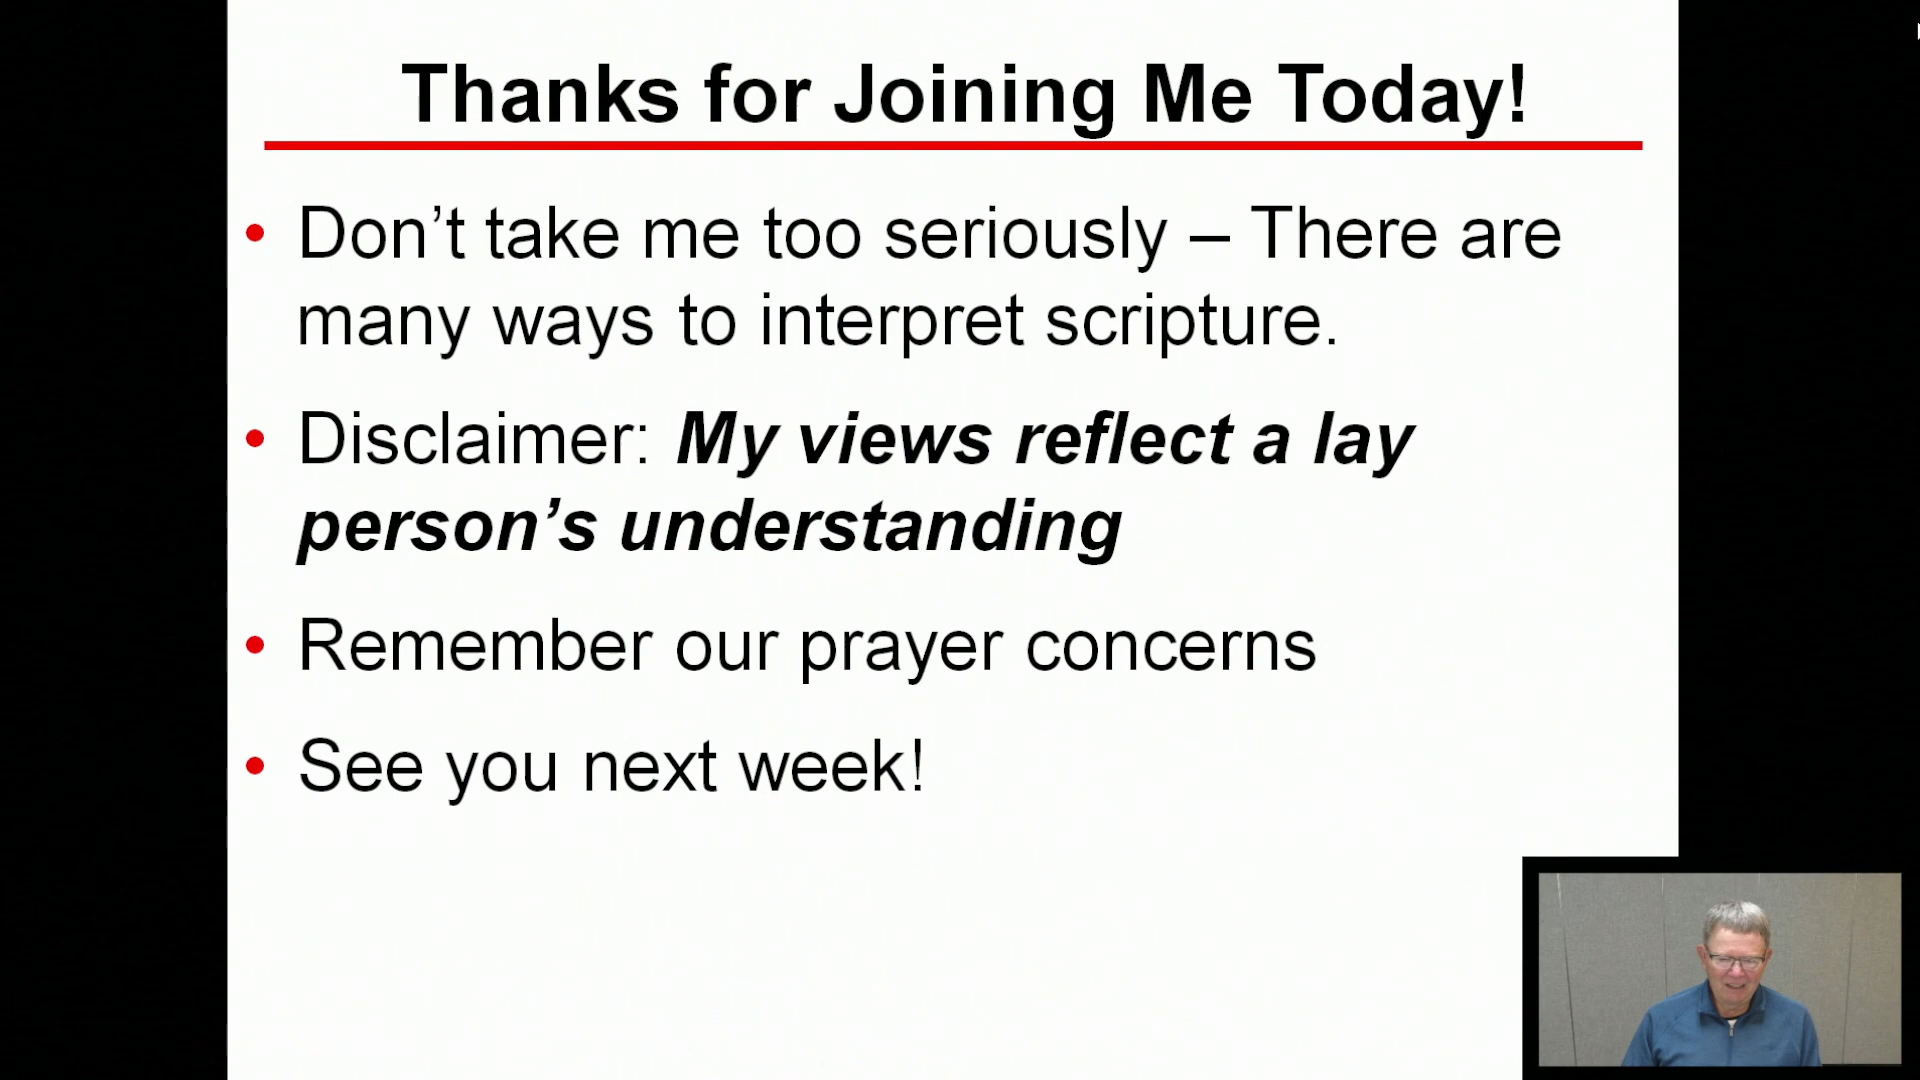 Thanks for Joining Me Today!
• Don’t take me too seriously – There are
many ways to interpret scripture.
• Disclaimer: My views reflect a lay
person’s understanding
• Remember our prayer concerns
• See you next week!